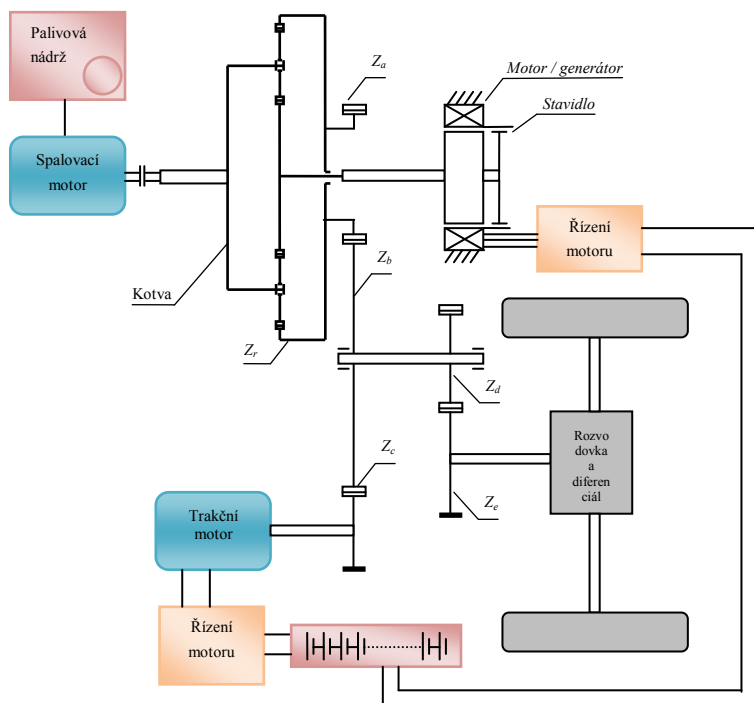 Palivová
nádrž
Z_a
Motor / generátor
Stavidlo
Spalovací
motor
Řízení
motoru
Z_b
Kotva
Z_r
Z_d
Rozvo
dovka
a
diferen
ciál
Z_c
Z_e
Trakční
motor
Řízení
motoru